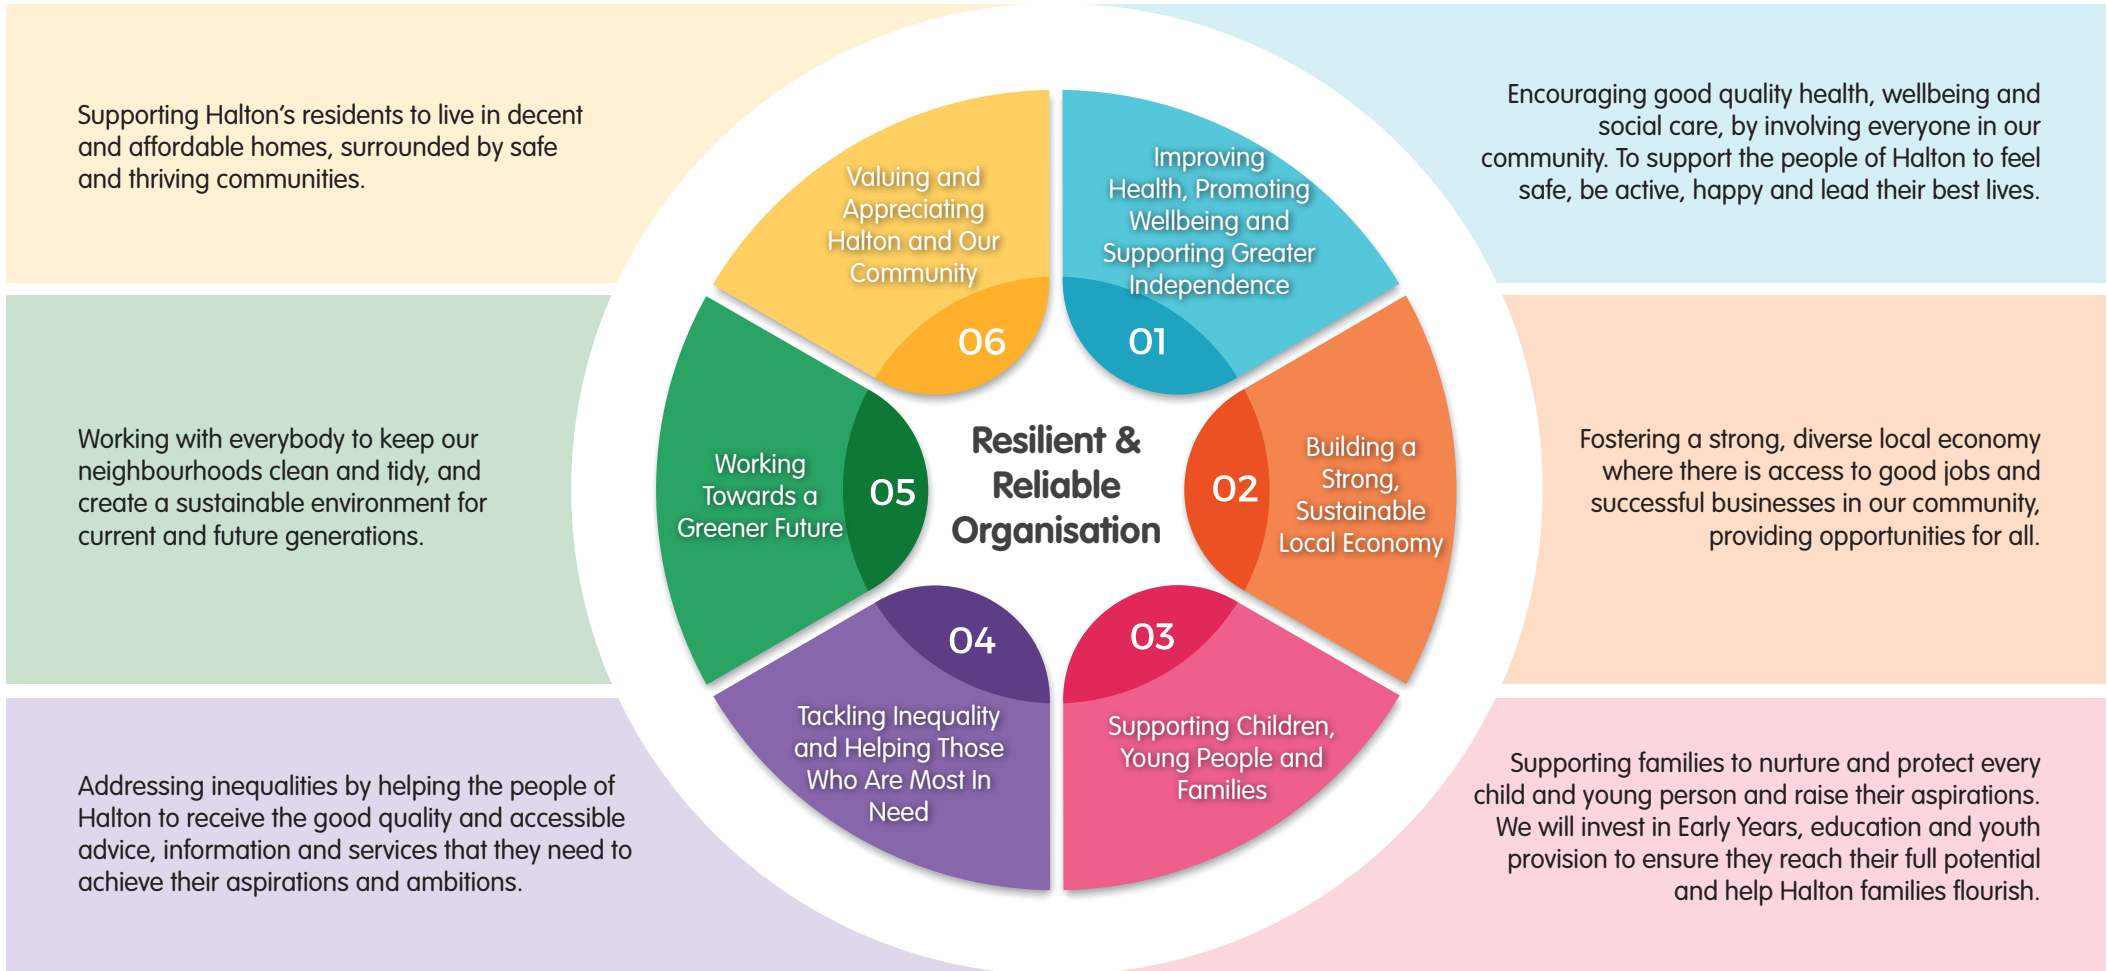 Supporting Halton’s residents to live in decent
and affordable homes, surrounded by safe
and thriving communities.
Encouraging good quality health, wellbeing and
social care, by involving everyone in our
community. To support the people of Halton to feel
safe, be active, happy and lead their best lives.
Valuing and
Appreciating
Halton and Our
Community
06
Improving
Health, Promoting
Wellbeing and
Supporting Greater
Independence
01
Working with everybody to keep our
neighbourhoods clean and tidy, and
create a sustainable environment for
current and future generations.
Working
Towards a
Greener Future
05
Resilient &
Reliable
Organisation
02
Building a
Strong,
Sustainable
Local Economy
Fostering a strong, diverse local economy
where there is access to good jobs and
successful businesses in our community,
providing opportunities for all.
04
Tackling Inequality
and Helping Those
Who Are Most In
Need
03
Supporting Children,
Young People and
Families
Addressing inequalities by helping the people of
Halton to receive the good quality and accessible
advice, information and services that they need to
achieve their aspirations and ambitions.
Supporting families to nurture and protect every
child and young person and raise their aspirations.
We will invest in Early Years, education and youth
provision to ensure they reach their full potential
and help Halton families flourish.